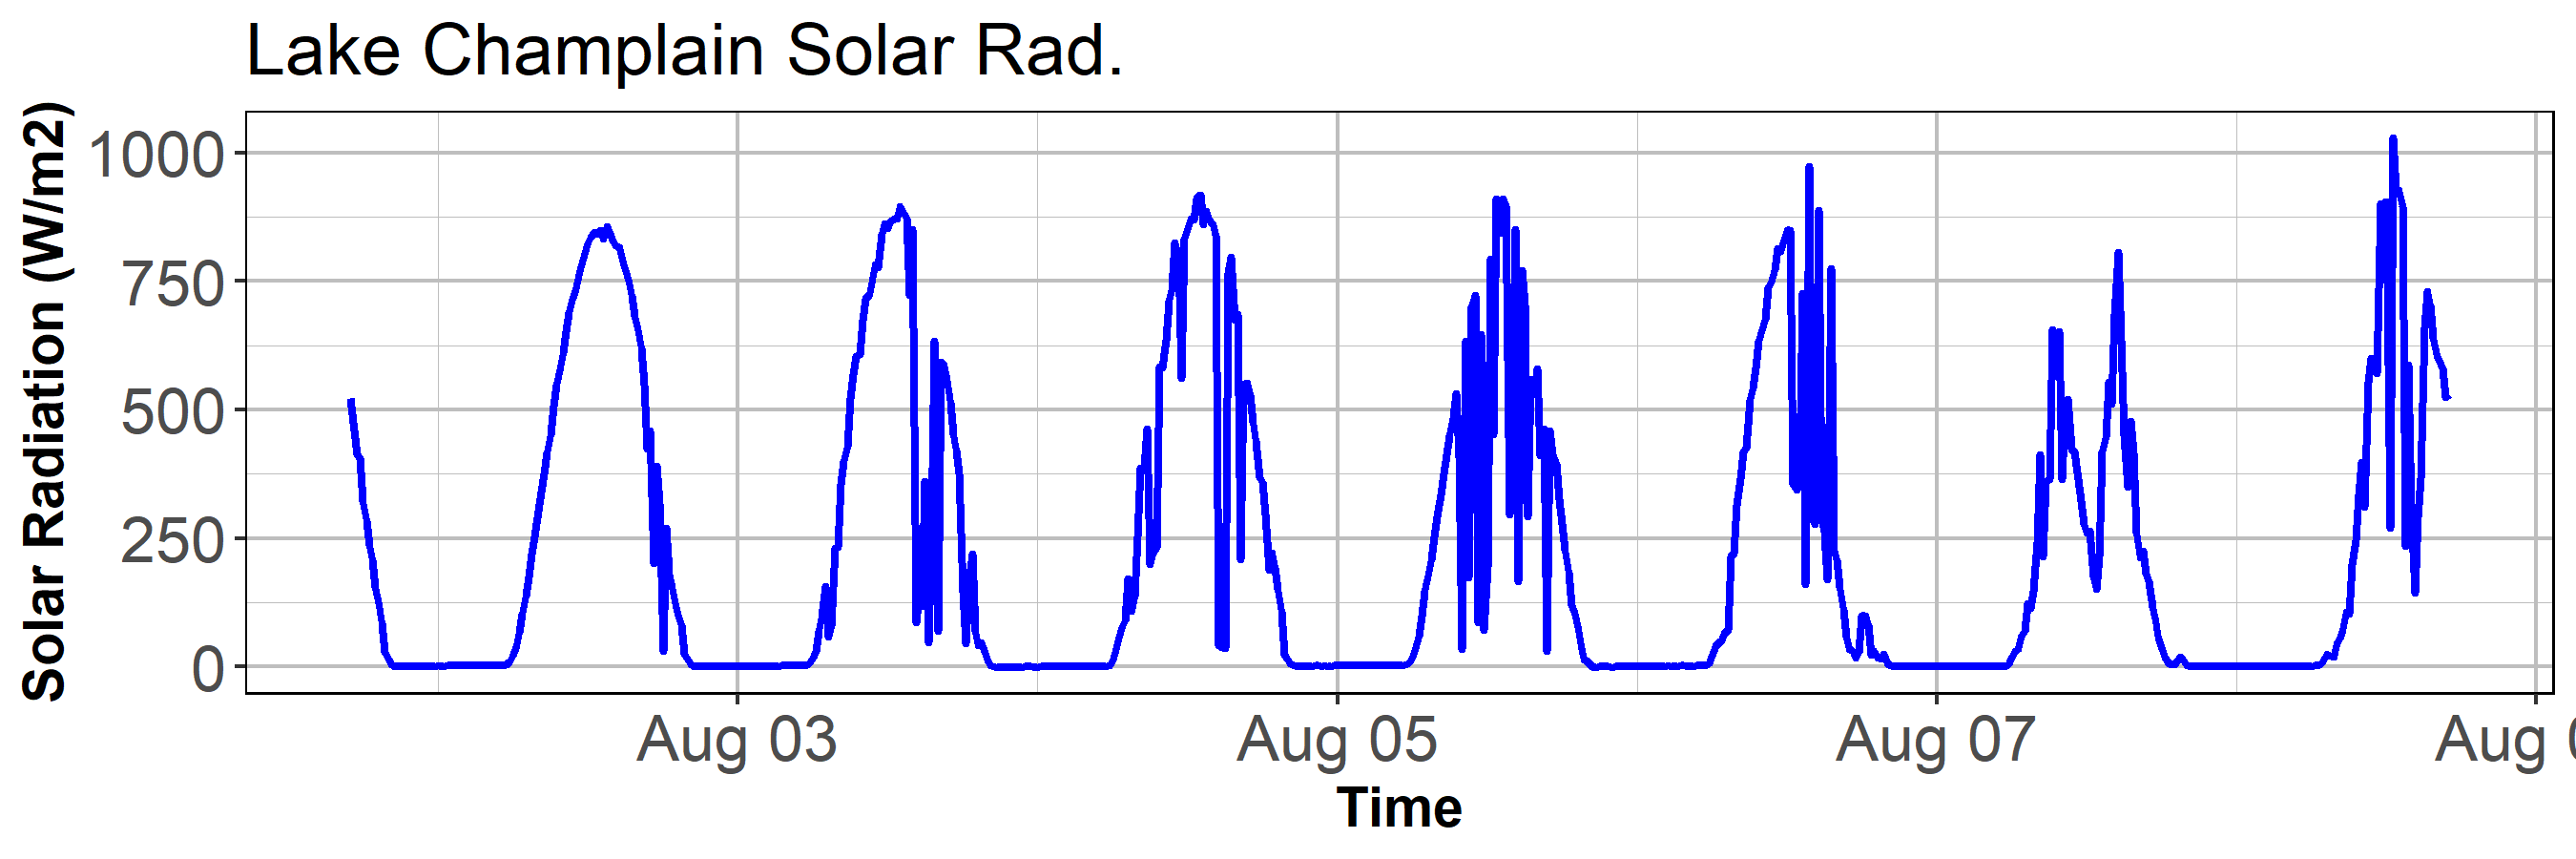 Lake Champlain Solar Rad.
Solar Radiation (W/m2)
1000
750
500
250
0
Aug 03 Aug 05 Aug 07 Aug
Time